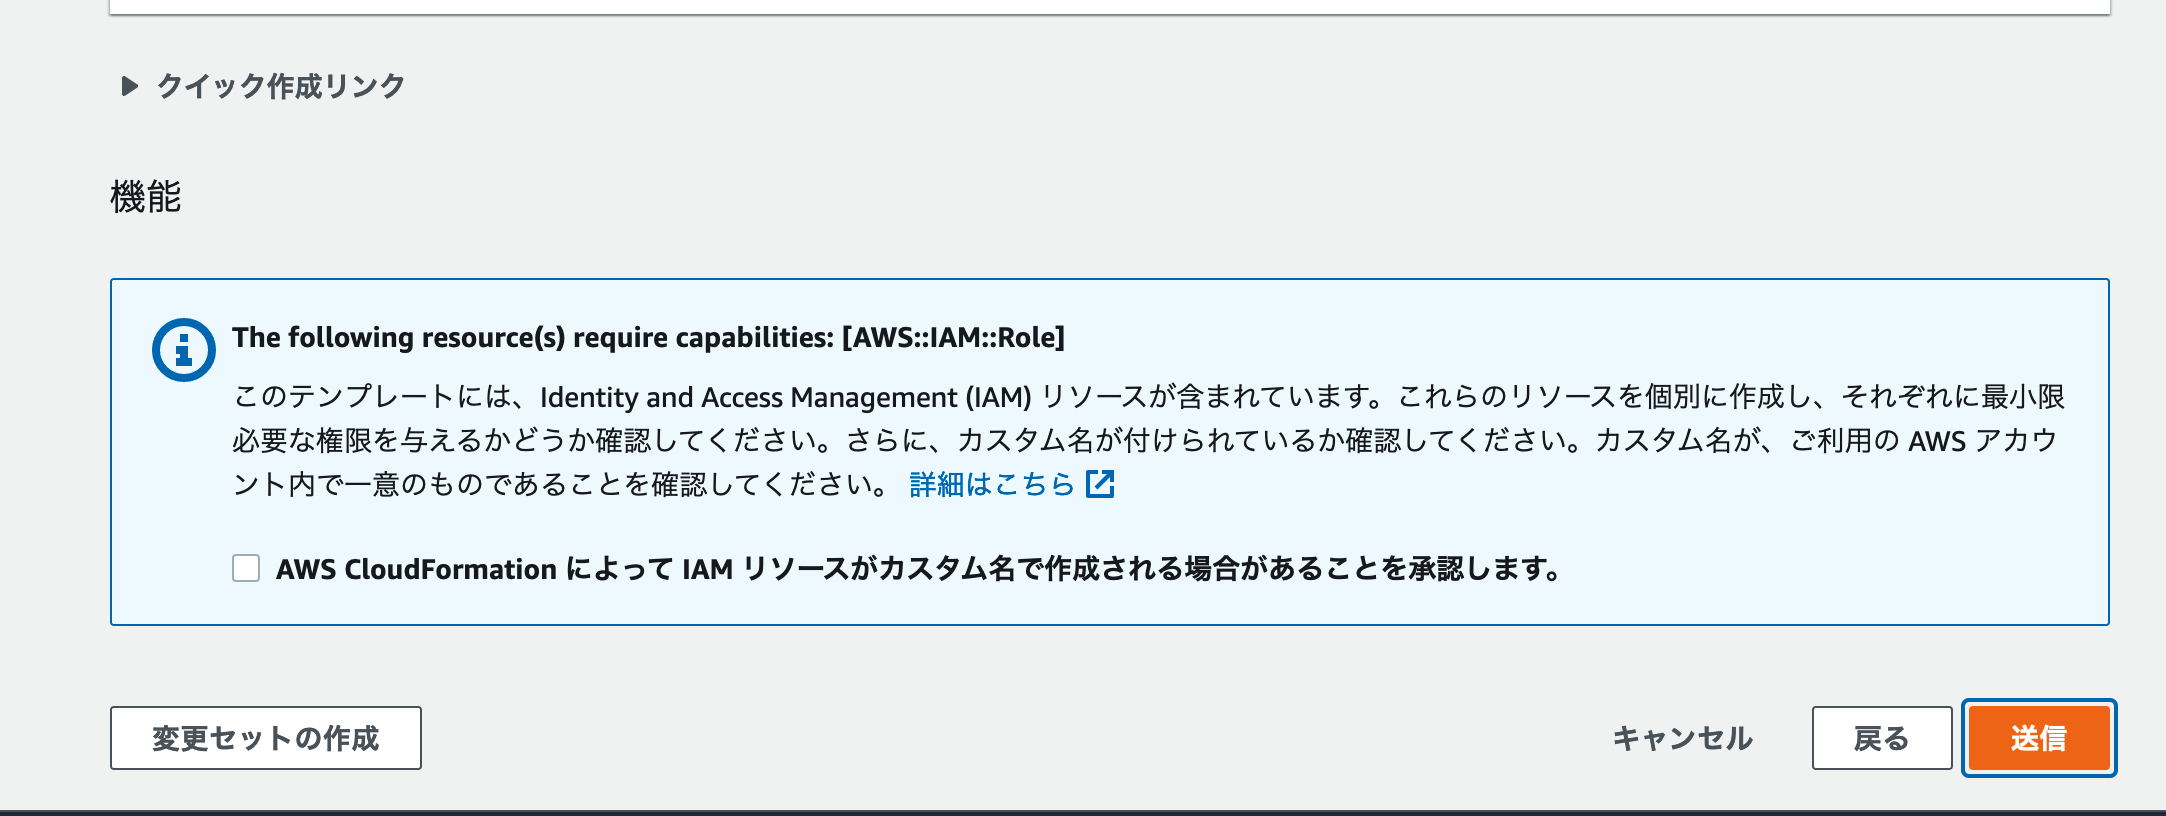 クイック作成リンク
機能
The following resource(s) require capabilities: [AWS::IAM::Role]
このテンプレートには、Identity and Access Management (IAM) リソースが含まれています。これらのリソースを個別に作成し、それぞれに最小限
必要な権限を与えるかどうか確認してください。さらに、カスタム名が付けられているか確認してください。カスタム名が、ご利用の AWS アカウ
ント内で一意のものであることを確認してください。 詳細はこちら
AWS CloudFormation によって IAM リソースがカスタム名で作成される場合があることを承認します。
変更セットの作成 キャンセル 戻る 送信